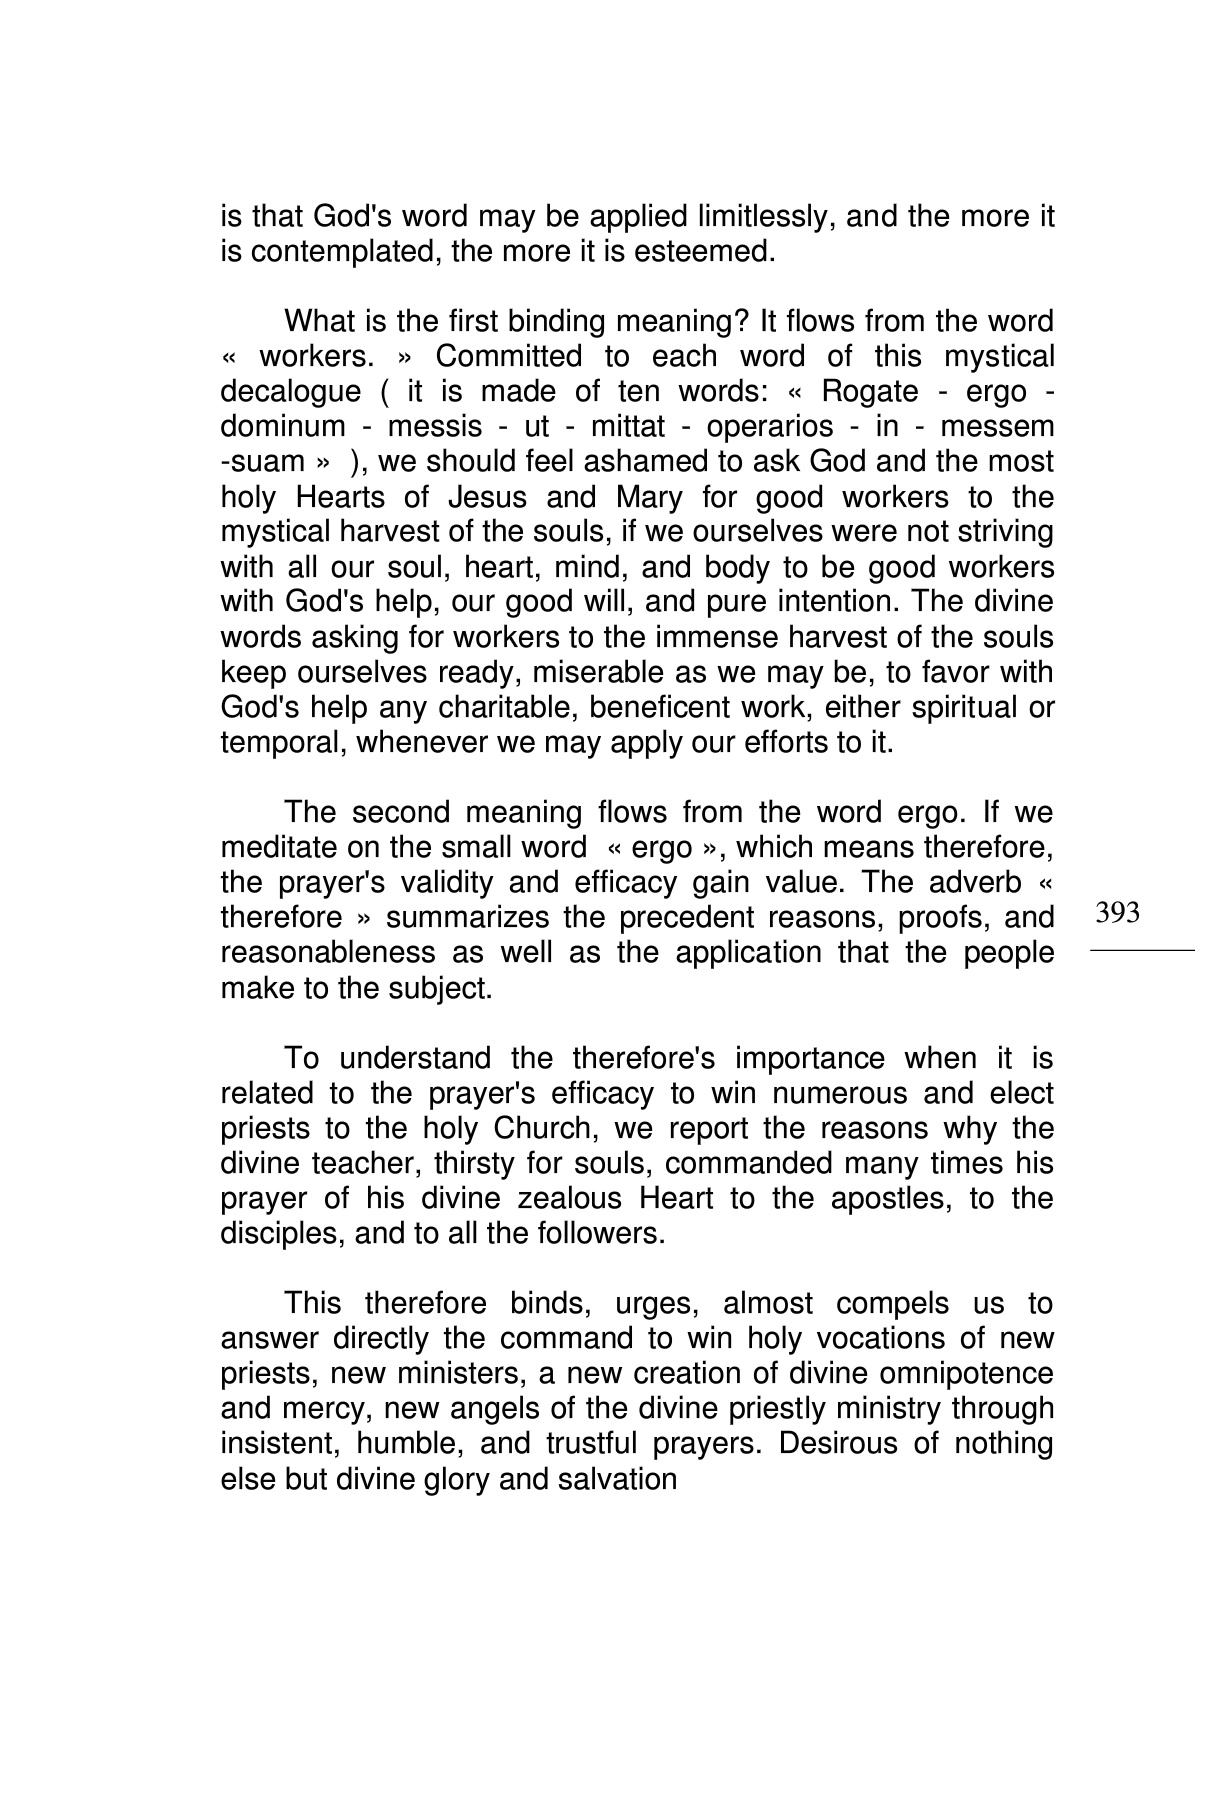 is that God's word may be applied limitlessly, and the more it
is contemplated, the more it is esteemed.
What is the first binding meaning? It flows from the word
« workers. » Committed to each word of this mystical
decalogue ( it is made of ten words: « Rogate - ergo -
dominum - messis - ut - mittat - operarios - in - messem
-suam » ), we should feel ashamed to ask God and the most
holy Hearts of Jesus and Mary for good workers to the
mystical harvest of the souls, if we ourselves were not striving
with all our soul, heart, mind, and body to be good workers
with God's help, our good will, and pure intention. The divine
words asking for workers to the immense harvest of the souls
keep ourselves ready, miserable as we may be, to favor with
God's help any charitable, beneficent work, either spiritual or
temporal, whenever we may apply our efforts to it.
The second meaning flows from the word ergo. If we
meditate on the small word « ergo », which means therefore,
the prayer's validity and efficacy gain value. The adverb «
therefore » summarizes the precedent reasons, proofs, and
reasonableness as well as the application that the people
make to the subject.
393
To understand the therefore's importance when it is
related to the prayer's efficacy to win numerous and elect
priests to the holy Church, we report the reasons why the
divine teacher, thirsty for souls, commanded many times his
prayer of his divine zealous Heart to the apostles, to the
disciples, and to all the followers.
This therefore binds, urges, almost compels us to
answer directly the command to win holy vocations of new
priests, new ministers, a new creation of divine omnipotence
and mercy, new angels of the divine priestly ministry through
insistent, humble, and trustful prayers. Desirous of nothing
else but divine glory and salvation